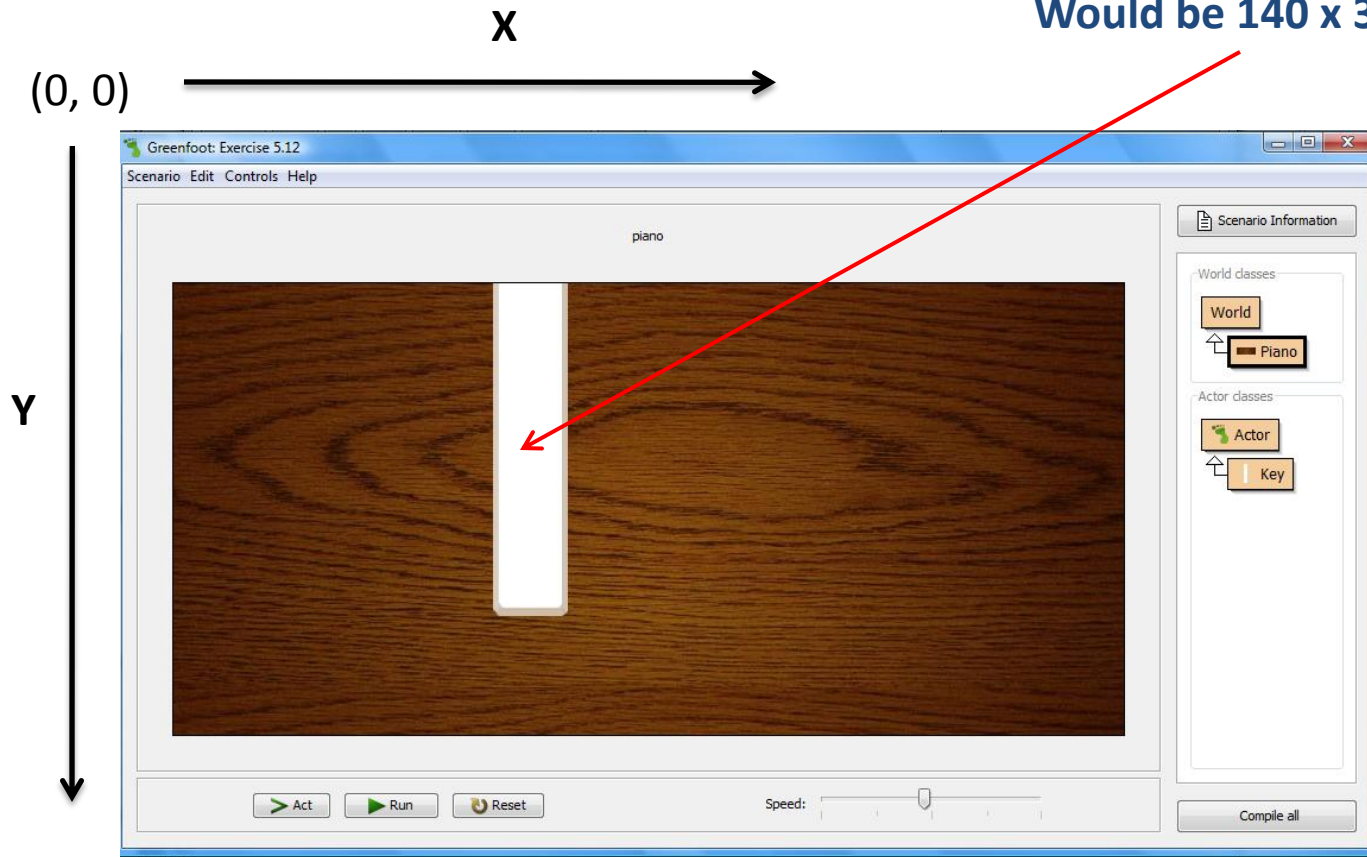 X
Would be 140 x 3
(0, 0)
Greenfoot: Exercise 5.12
Scenario Edit Controls Help
Scenario Information
piano
World classes
World
Piano
Y
Actor classes
Actor
Key
Act
Run
Reset
Speed:
Compile all